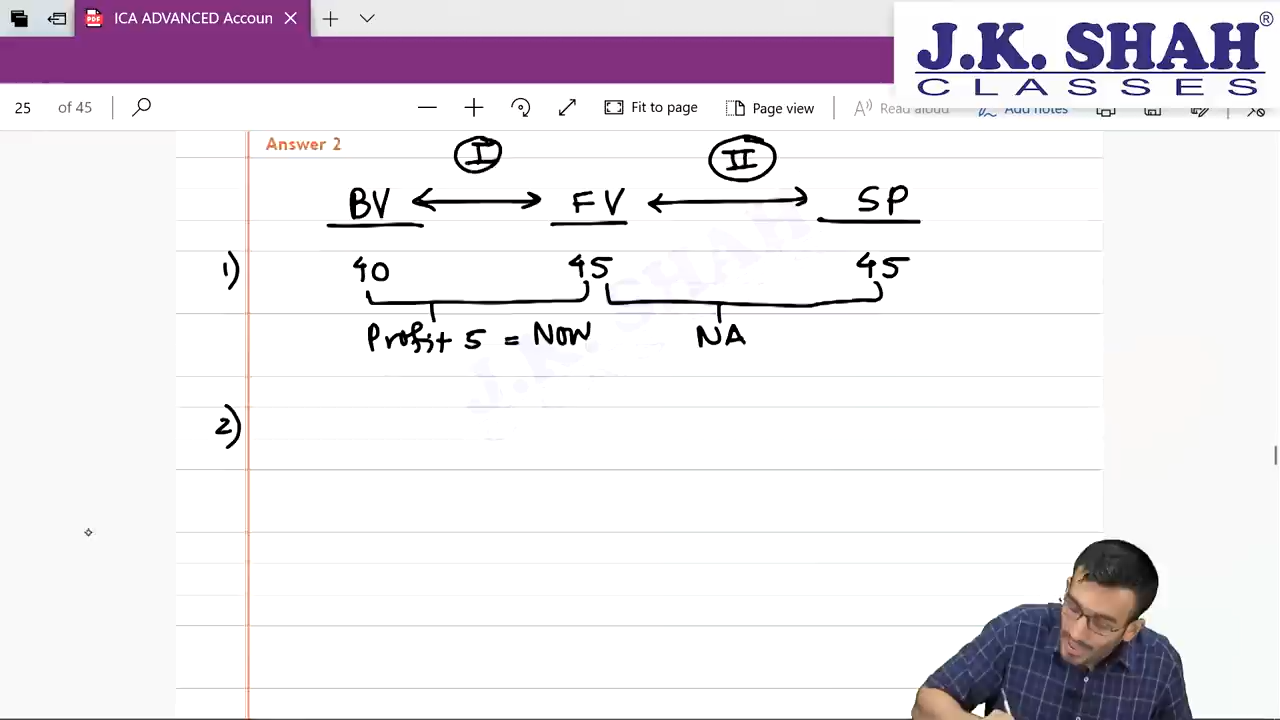 ICA ADVANCED Accoun
J.K. SHAH®
CLASSES
25 of 45
Fit to page
Page view
Read aloud
Add notes
Answer 2
I II
BV FV SP
1) 40 45 45
Profit 5 = Now NA
2)
J.K. SHAH